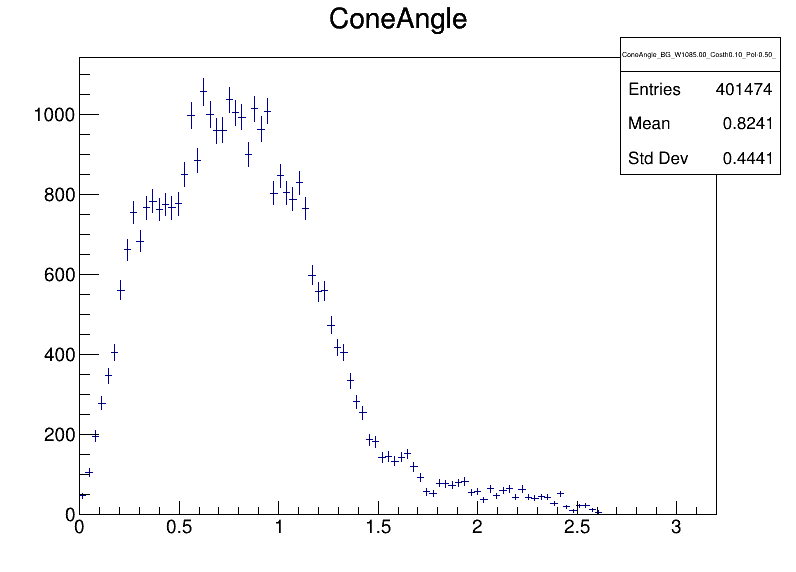 ConeAngle
ConeAngle_BG_W1085.00_Costh0.10_Pol-0.50_
Entries 401474
Mean 0.8241
Std Dev 0.4441
1000
800
600
400
200
0
0 0.5 1 1.5 2 2.5 3